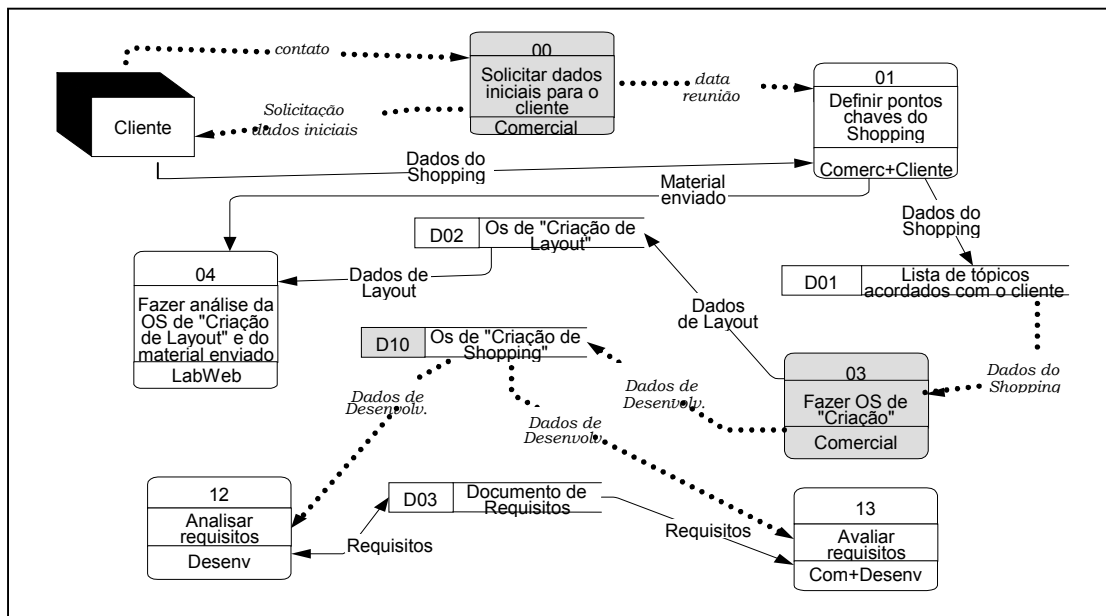 contato
00
Solicitar dados
iniciais para o
cliente
Comercial
data
reunião
01
Definir pontos
chaves do
Shopping
Comerc+Cliente
Cliente
Solicitação
dados iniciais
Dados do
Shopping
Material
enviado
Dados do
Shopping
D02
Os de "Criação de
Layout"
04
Fazer análise da
OS de "Criação
de Layout" e do
material enviado
LabWeb
Dados de
Layout
D01
Lista de tópicos
acordados com o cliente
Dados
de Layout
D10
Os de "Criação de
Shopping"
03
Fazer OS de
"Criação"
Comercial
Dados do
Shopping
Dados de
Desenvolv.
Dados de
Desenvolv.
Dados de
Desenvolv
12
Analisar
requisitos
Desenv
D03
Documento de
Requisitos
Requisitos
Requisitos
13
Avaliar
requisitos
Com+Desenv